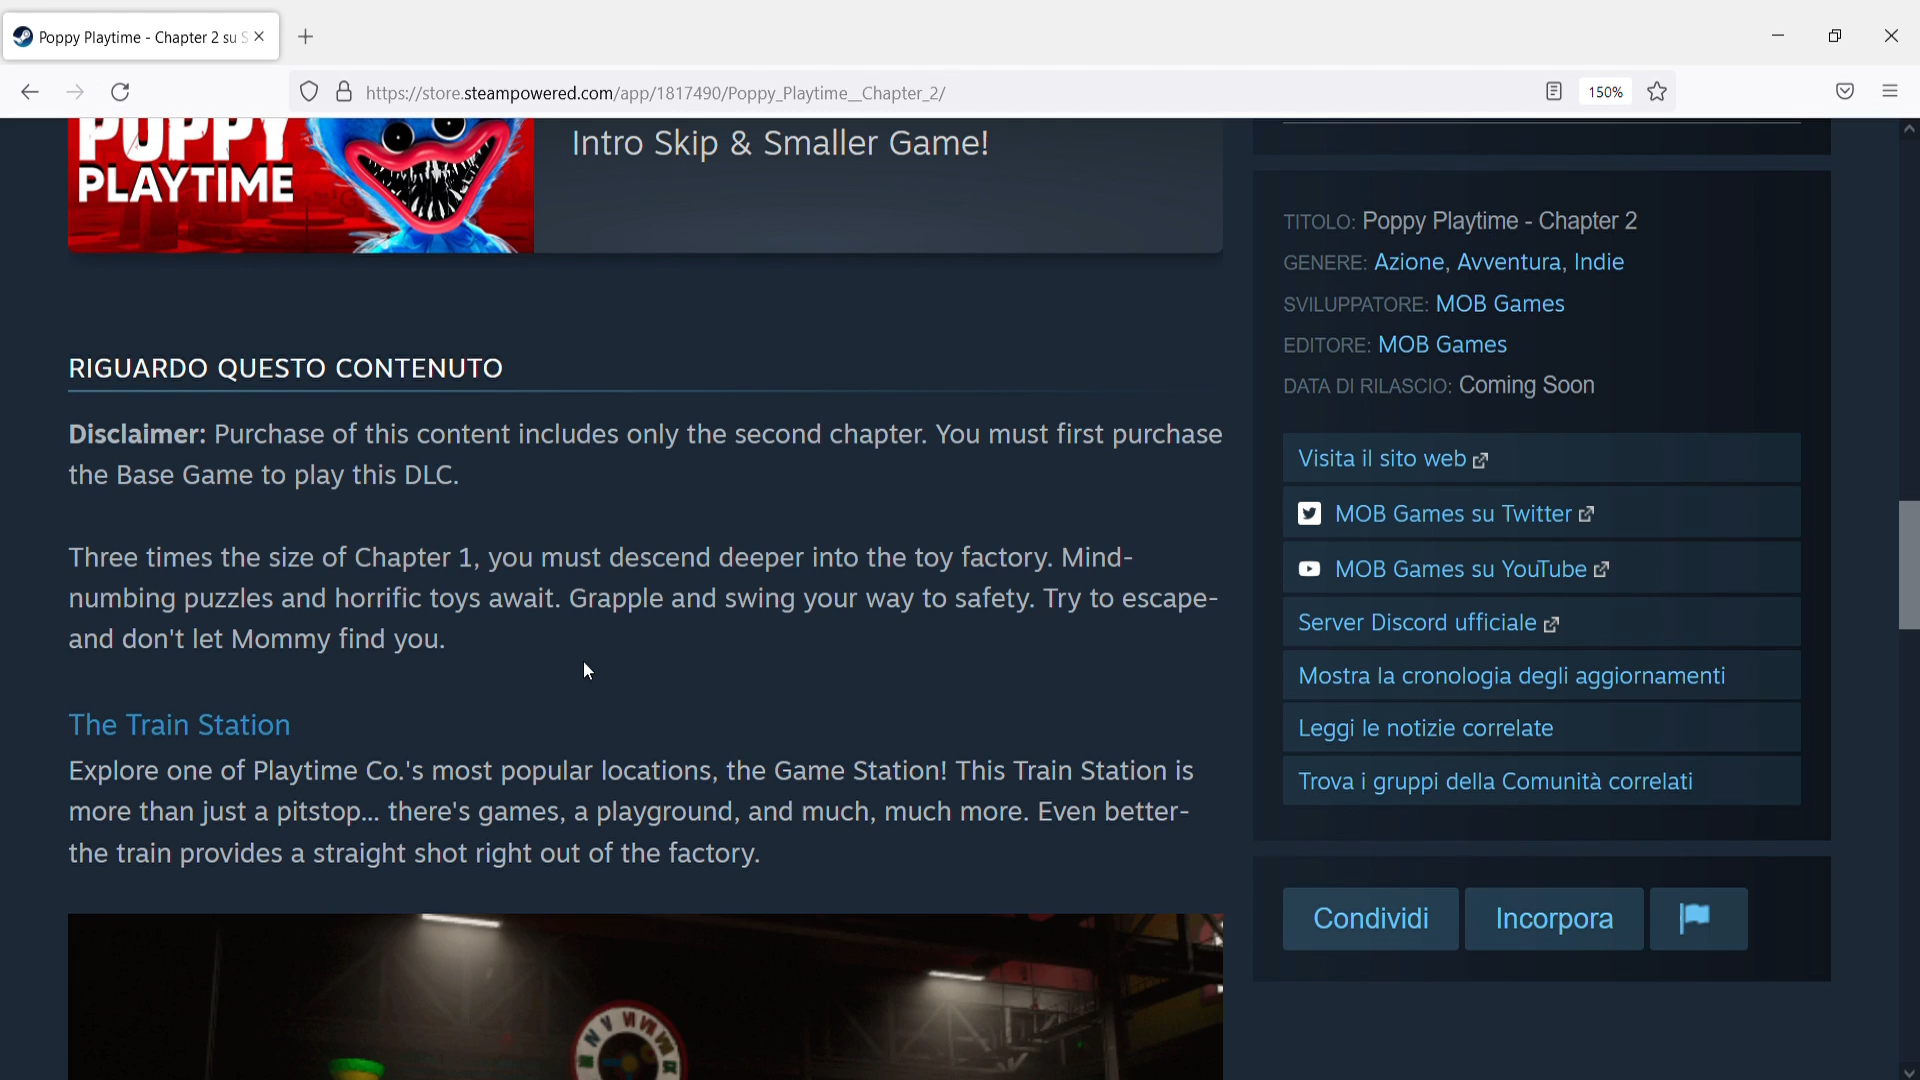 Poppy Playtime - Chapter 2 su S
https://store.steampowered.com/app/1817490/Poppy_Playtime__Chapter_2/
150%
POPPY
PLAYTIME
Intro Skip & Smaller Game!
RIGUARDO QUESTO CONTENUTO
Disclaimer: Purchase of this content includes only the second chapter. You must first purchase
the Base Game to play this DLC.
Three times the size of Chapter 1, you must descend deeper into the toy factory. Mind-
numbing puzzles and horrific toys await. Grapple and swing your way to safety. Try to escape-
and don't let Mommy find you.
The Train Station
Explore one of Playtime Co.'s most popular locations, the Game Station! This Train Station is
more than just a pitstop... there's games, a playground, and much, much more. Even better-
the train provides a straight shot right out of the factory.
TITOLO: Poppy Playtime - Chapter 2
GENERE: Azione, Avventura, Indie
SVILUPPATORE: MOB Games
EDITORE: MOB Games
DATA DI RILASCIO: Coming Soon
Visita il sito web
MOB Games su Twitter
MOB Games su YouTube
Server Discord ufficiale
Mostra la cronologia degli aggiornamenti
Leggi le notizie correlate
Trova i gruppi della Comunità correlati
Condividi
Incorpora